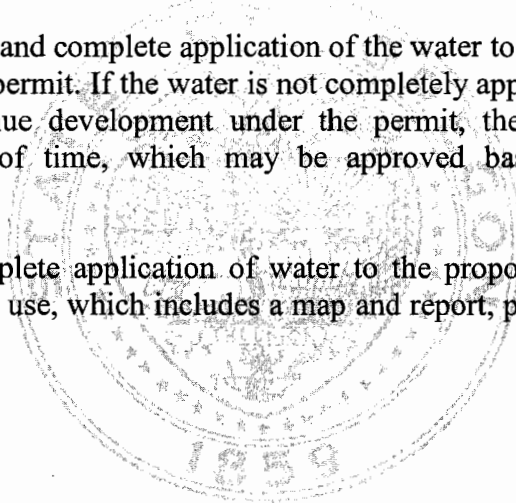 and complete application of the water to
permit. If the water is not completely app
ue development under the permit, the
of time, which may be approved ba
plete application of water to the propo
use, which includes a map and report, p
1859